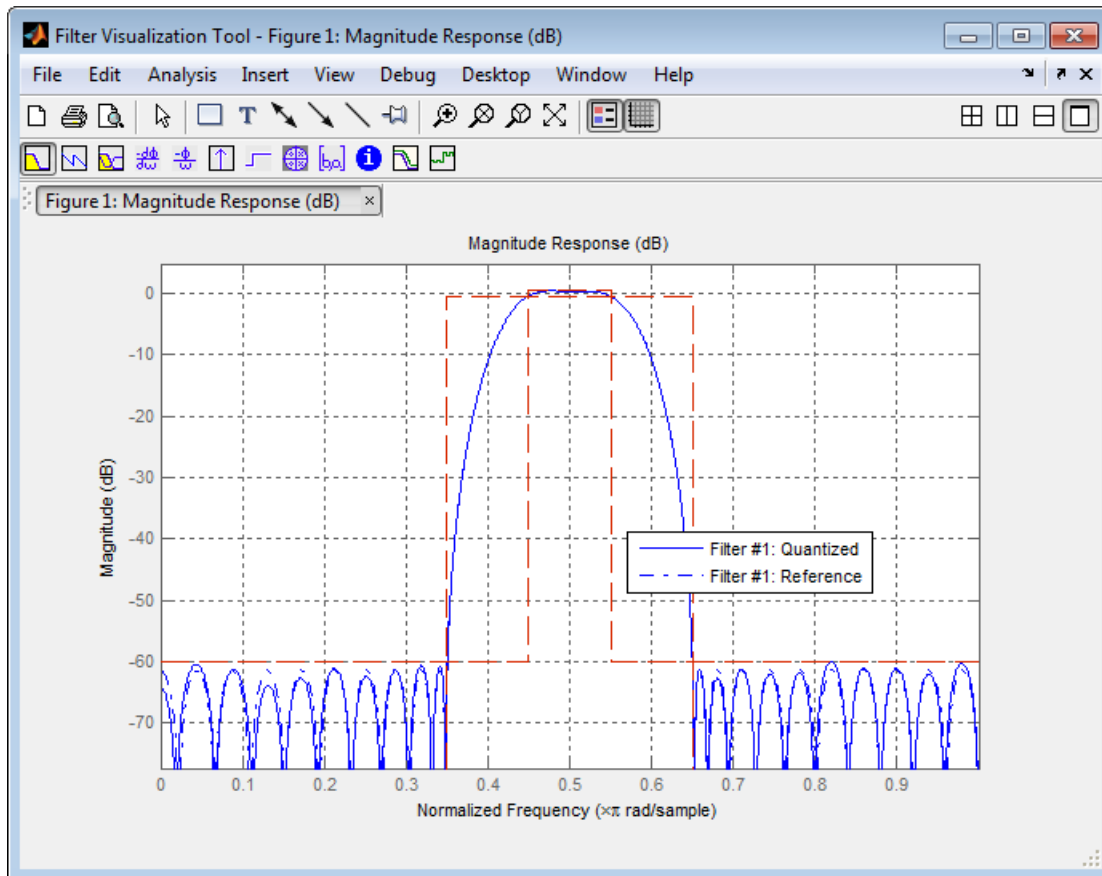 Filter Visualization Tool - Figure 1: Magnitude Response (dB)
File Edit Analysis Insert View Debug Desktop Window Help
Figure 1: Magnitude Response (dB)
Magnitude Response (dB)
0
-10
-20
-30
-40
-50
-60
-70
Magnitude (dB)
Filter #1: Quantized
Filter #1: Reference
0 0.1 0.2 0.3 0.4 0.5 0.6 0.7 0.8 0.9
Normalized Frequency (×π rad/sample)